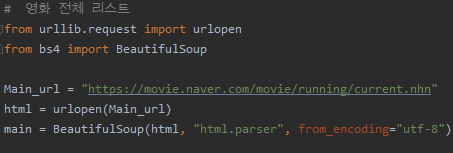 # 영화 전체 리스트
from urllib.request import urlopen
from bs4 import BeautifulSoup
Main_url = "https://movie.naver.com/movie/running/current.nhn"
html = urlopen(Main_url)
main = BeautifulSoup(html, "html.parser", from_encoding="utf-8")